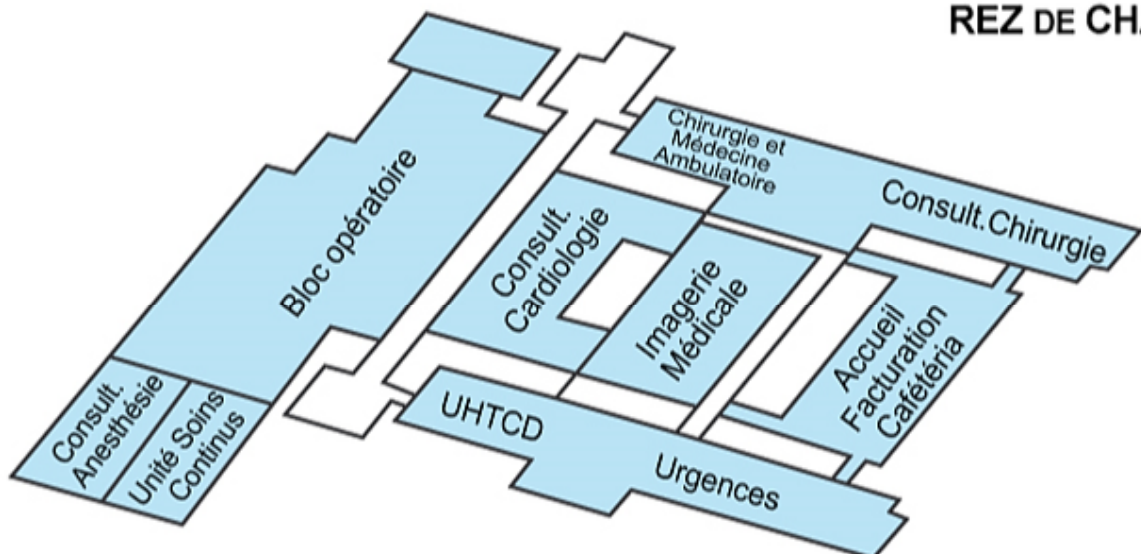 REZ DE CH
Chirurgie et
Médecine
Ambulatoire
Consult. Chirurgie
Bloc opératoire
Consult.
Cardiologie
Imagerie
Médicale
Accueil
Facturation
Cafétéria
Consult.
Anesthésie
Unité Soins
Continus
UHTCD
Urgences